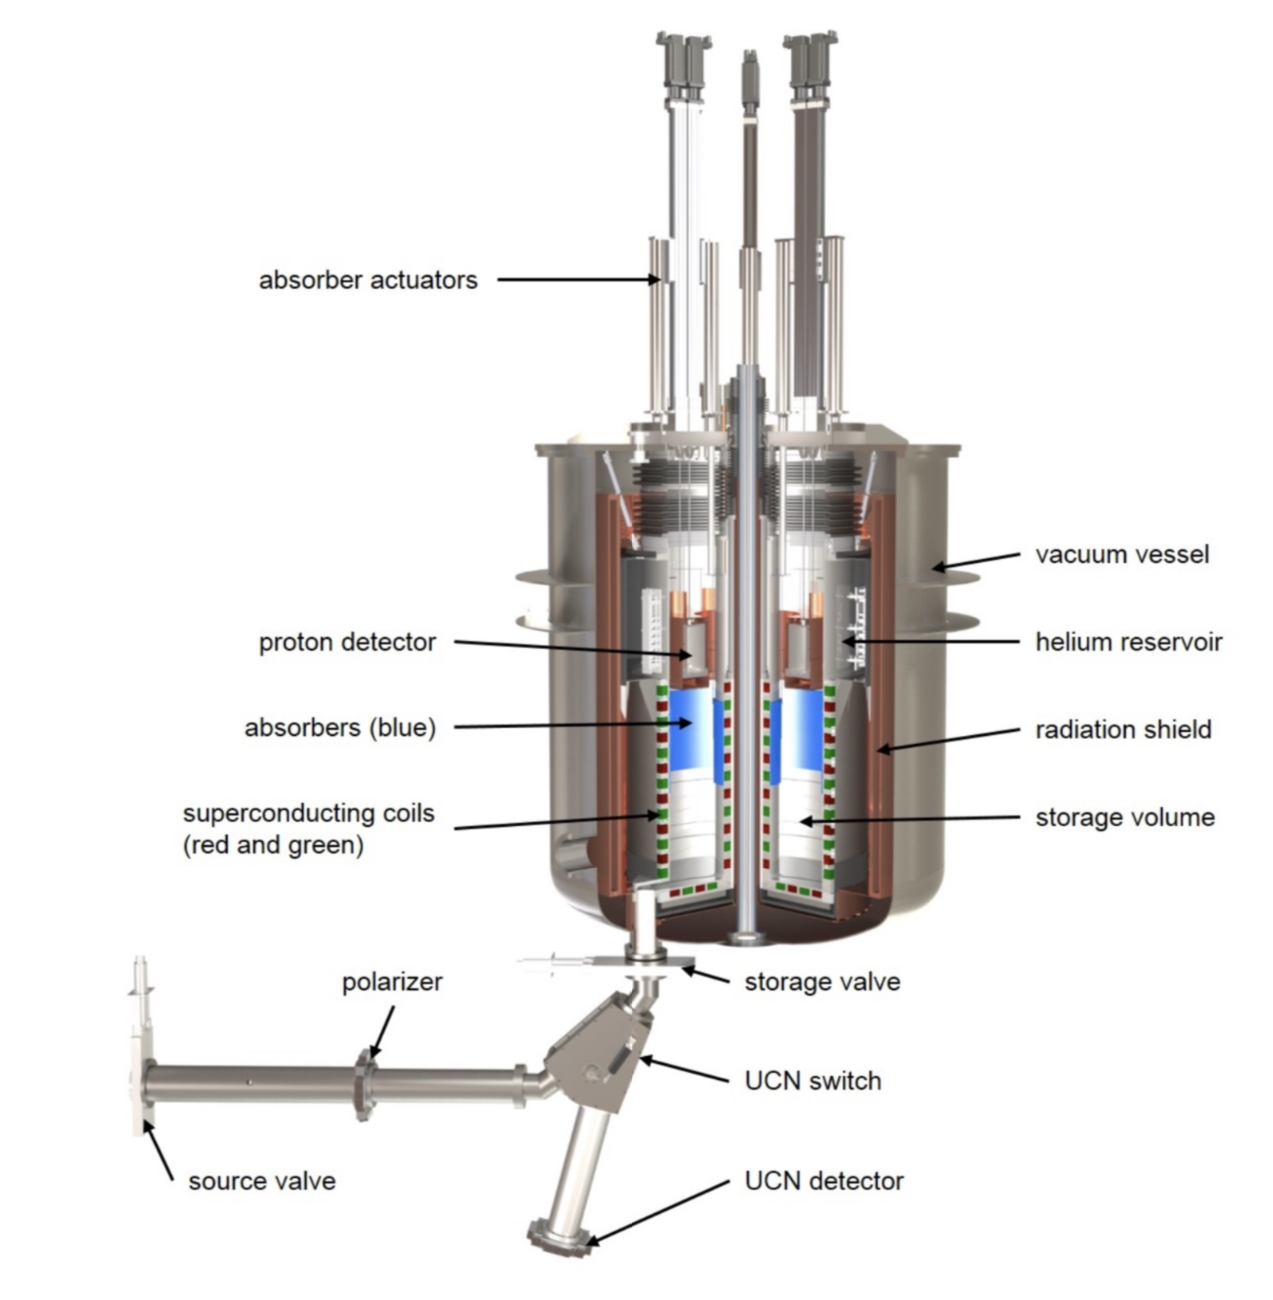 absorber actuators
vacuum vessel
proton detector
helium reservoir
absorbers (blue)
radiation shield
superconducting coils
(red and green)
storage volume
polarizer
storage valve
UCN switch
source valve
UCN detector